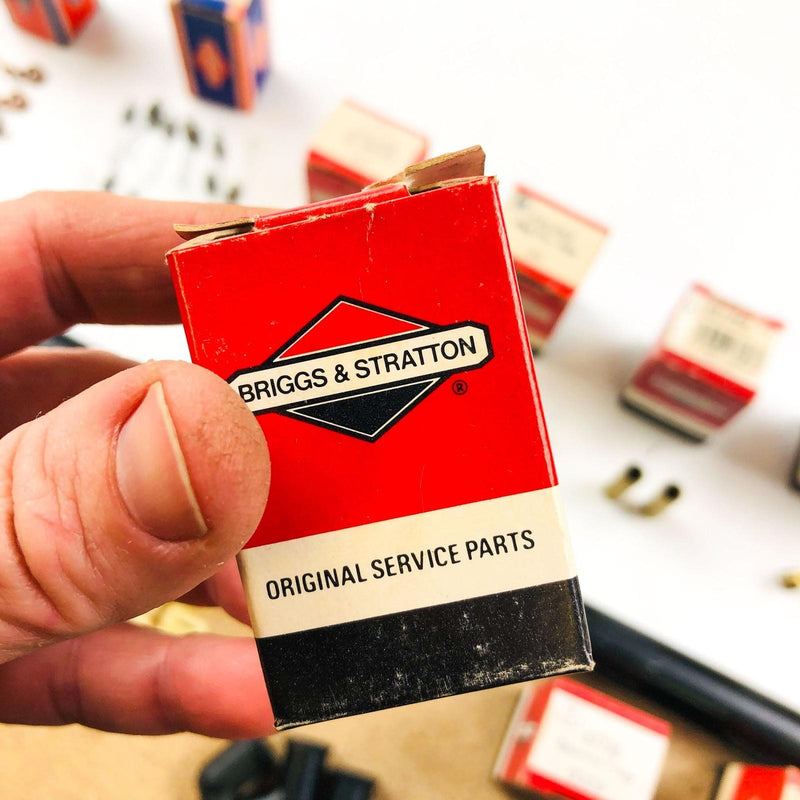 BRIGGS & STRATTON
®
ORIGINAL SERVICE PARTS